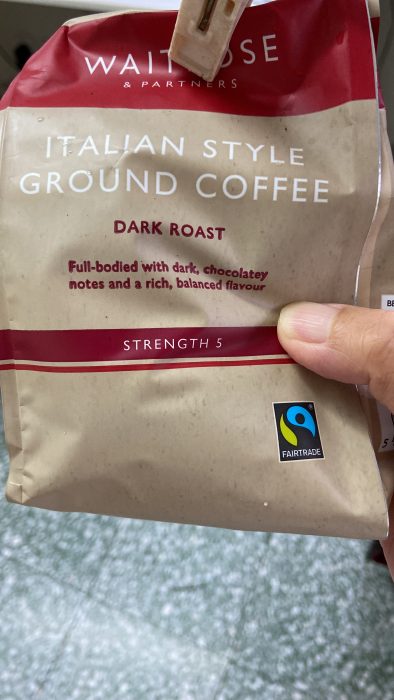 & PARTNERS
ITALIAN STYLE
GROUND COFFEE
DARK ROAST
Full-bodied with dark, chocolatey
notes and a rich, balanced flavour
STRENGTH 5
FAIRTRADE